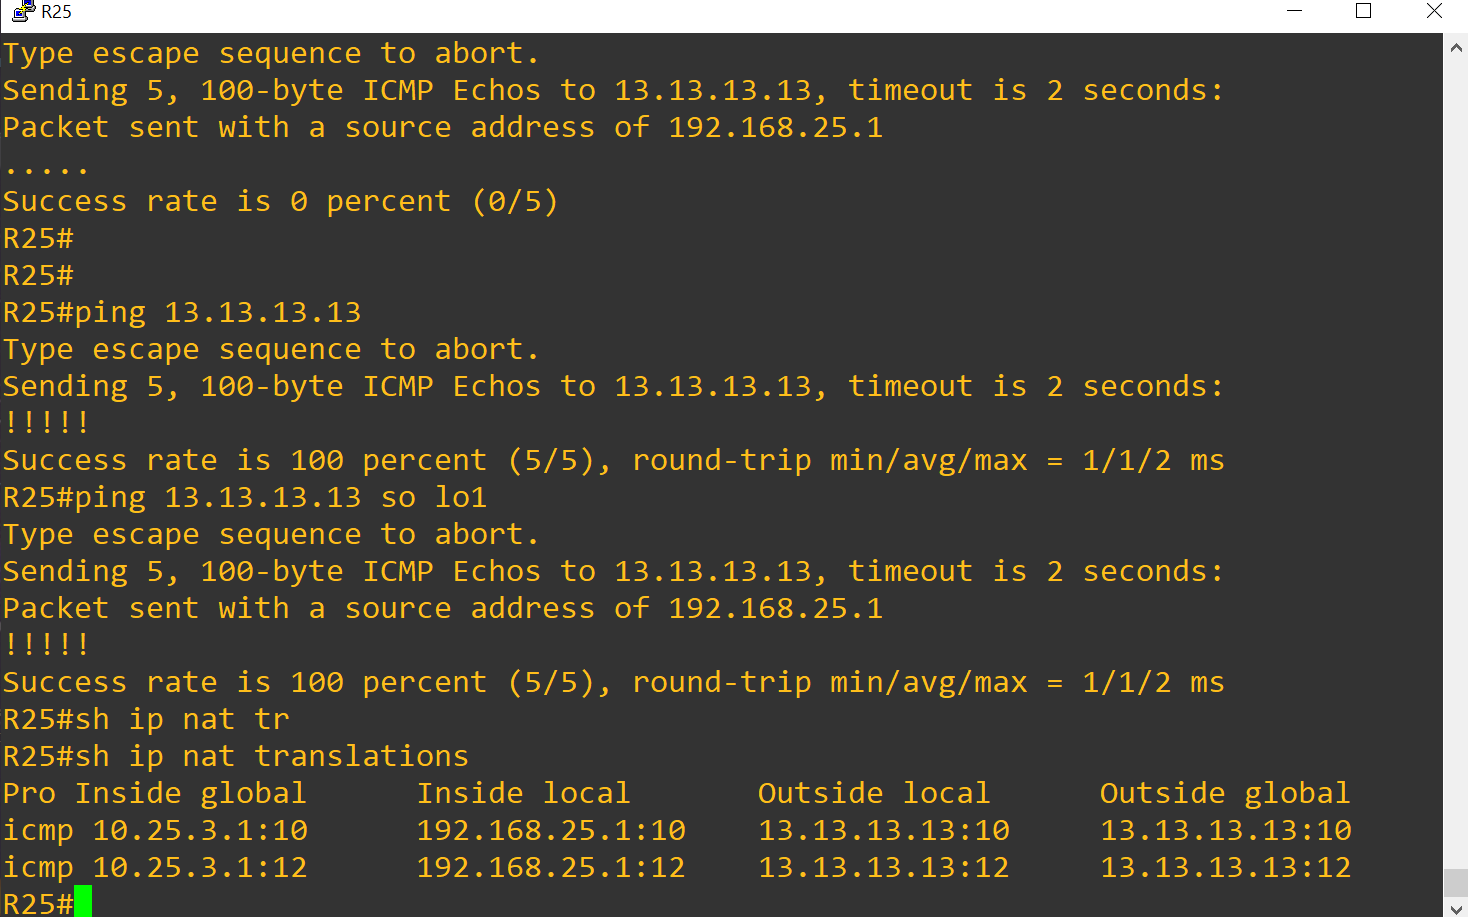 R25
Type escape sequence to abort.
Sending 5, 100-byte ICMP Echos to 13.13.13.13, timeout is 2 seconds:
Packet sent with a source address of 192.168.25.1
.....
Success rate is 0 percent (0/5)
R25#
R25#
R25#ping 13.13.13.13
Type escape sequence to abort.
Sending 5, 100-byte ICMP Echos to 13.13.13.13, timeout is 2 seconds:
!!!!!
Success rate is 100 percent (5/5), round-trip min/avg/max = 1/1/2 ms
R25#ping 13.13.13.13 so lo1
Type escape sequence to abort.
Sending 5, 100-byte ICMP Echos to 13.13.13.13, timeout is 2 seconds:
Packet sent with a source address of 192.168.25.1
!!!!!
Success rate is 100 percent (5/5), round-trip min/avg/max = 1/1/2 ms
R25#sh ip nat tr
R25#sh ip nat translations
Pro Inside global      Inside local       Outside local      Outside global
icmp 10.25.3.1:10      192.168.25.1:10    13.13.13.13:10     13.13.13.13:10
icmp 10.25.3.1:12      192.168.25.1:12    13.13.13.13:12     13.13.13.13:12
R25#